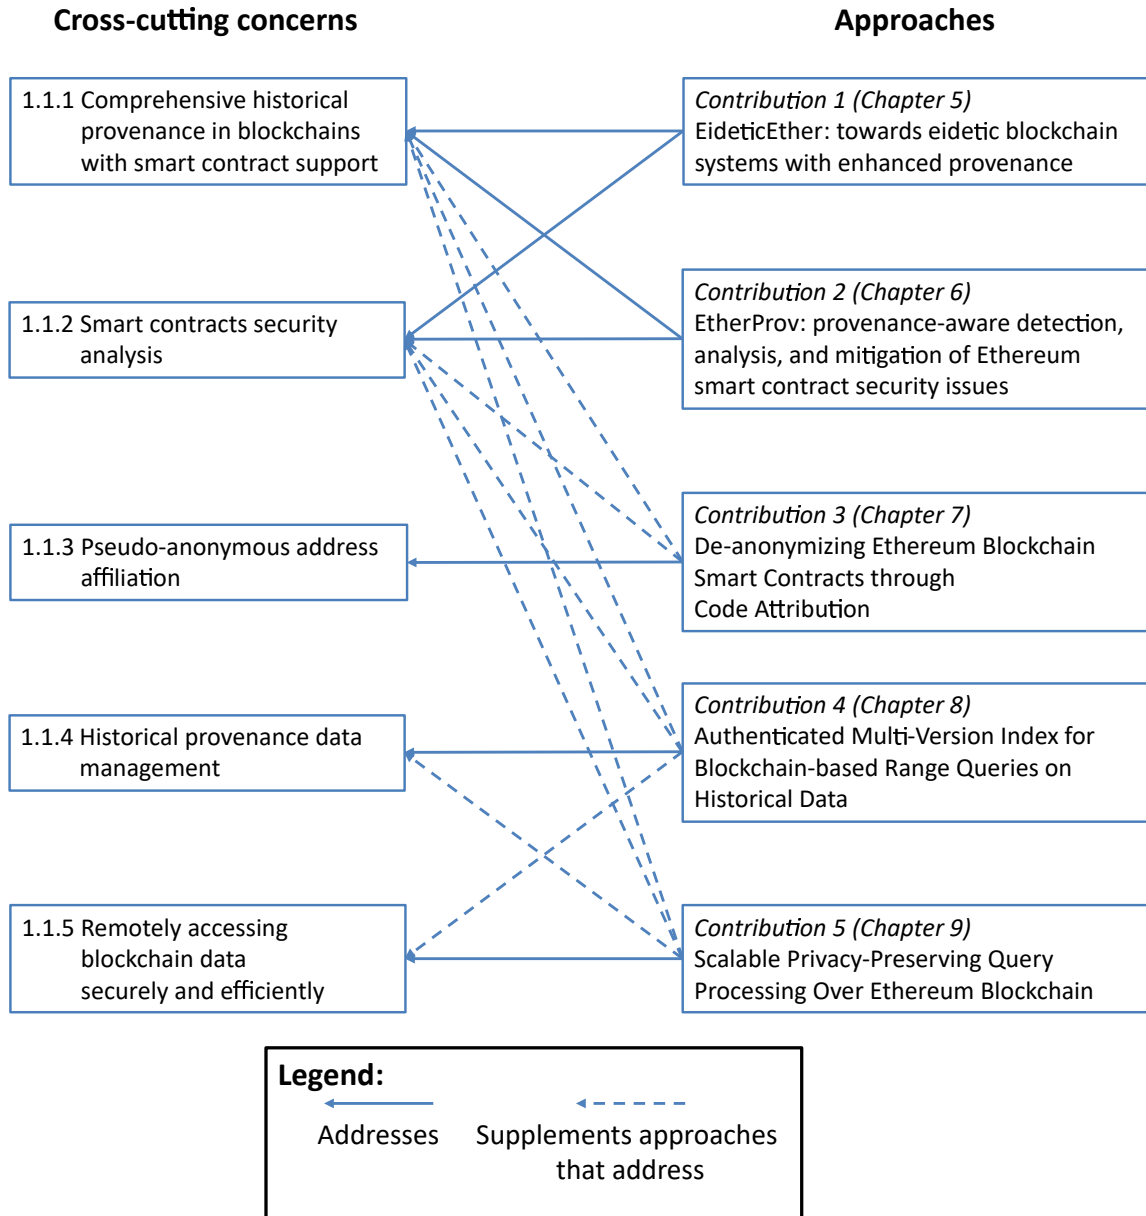 Cross-cutting concerns
Approaches
1.1.1 Comprehensive historical
provenance in blockchains
with smart contract support
Contribution 1 (Chapter 5)
EideticEther: towards eidetic blockchain
systems with enhanced provenance
1.1.2 Smart contracts security
analysis
Contribution 2 (Chapter 6)
EtherProv: provenance-aware detection,
analysis, and mitigation of Ethereum
smart contract security issues
1.1.3 Pseudo-anonymous address
affiliation
Contribution 3 (Chapter 7)
De-anonymizing Ethereum Blockchain
Smart Contracts through
Code Attribution
1.1.4 Historical provenance data
management
Contribution 4 (Chapter 8)
Authenticated Multi-Version Index for
Blockchain-based Range Queries on
Historical Data
1.1.5 Remotely accessing
blockchain data
securely and efficiently
Contribution 5 (Chapter 9)
Scalable Privacy-Preserving Query
Processing Over Ethereum Blockchain
Legend:
Addresses
Supplements approaches
that address